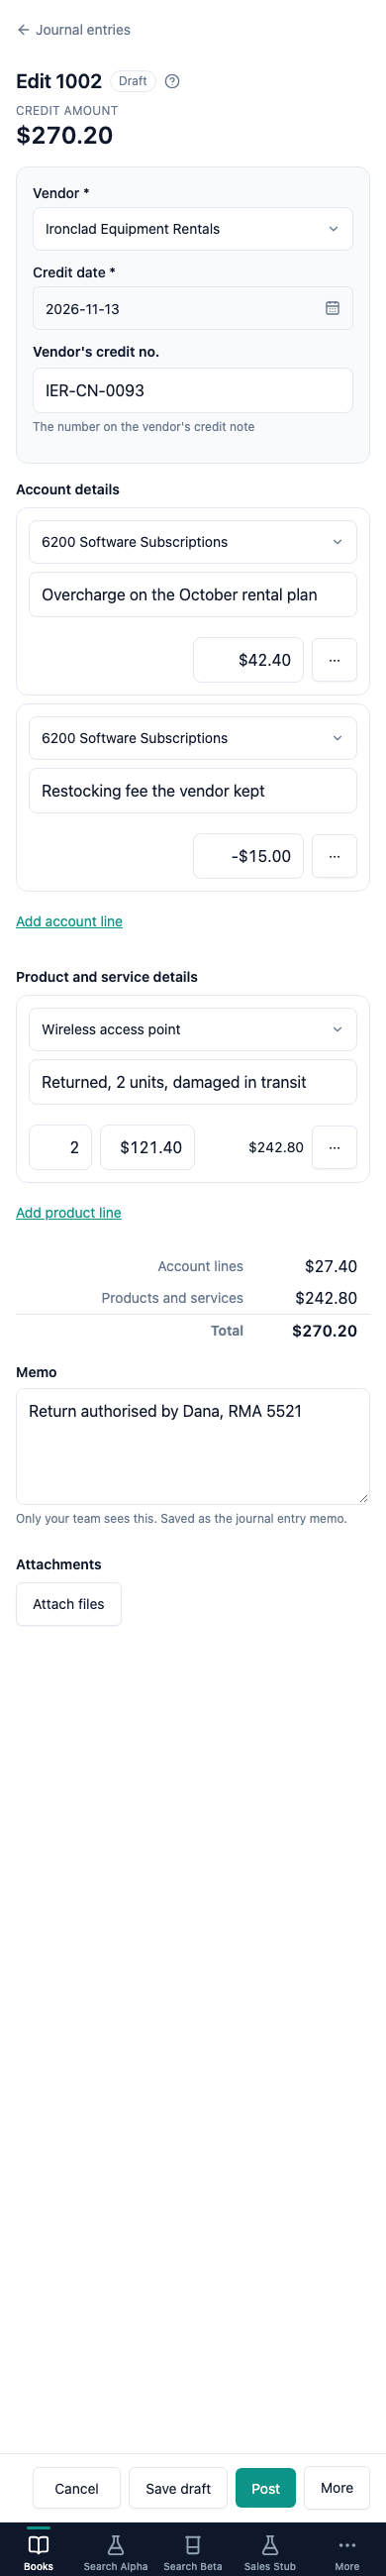 Journal entries
Edit 1002 Draft
CREDIT AMOUNT
$270.20
Vendor *
Ironclad Equipment Rentals
Credit date *
2026-11-13
Vendor's credit no.
IER-CN-0093
The number on the vendor's credit note
Account details
6200 Software Subscriptions
Overcharge on the October rental plan
$42.40
6200 Software Subscriptions
Restocking fee the vendor kept
-$15.00
Add account line
Product and service details
Wireless access point
Returned, 2 units, damaged in transit
2 $121.40 $242.80
Add product line
Account lines $27.40
Products and services $242.80
Total $270.20
Memo
Return authorised by Dana, RMA 5521
Only your team sees this. Saved as the journal entry memo.
Attachments
Attach files
Cancel Save draft Post More
Books Search Alpha Search Beta Sales Stub More